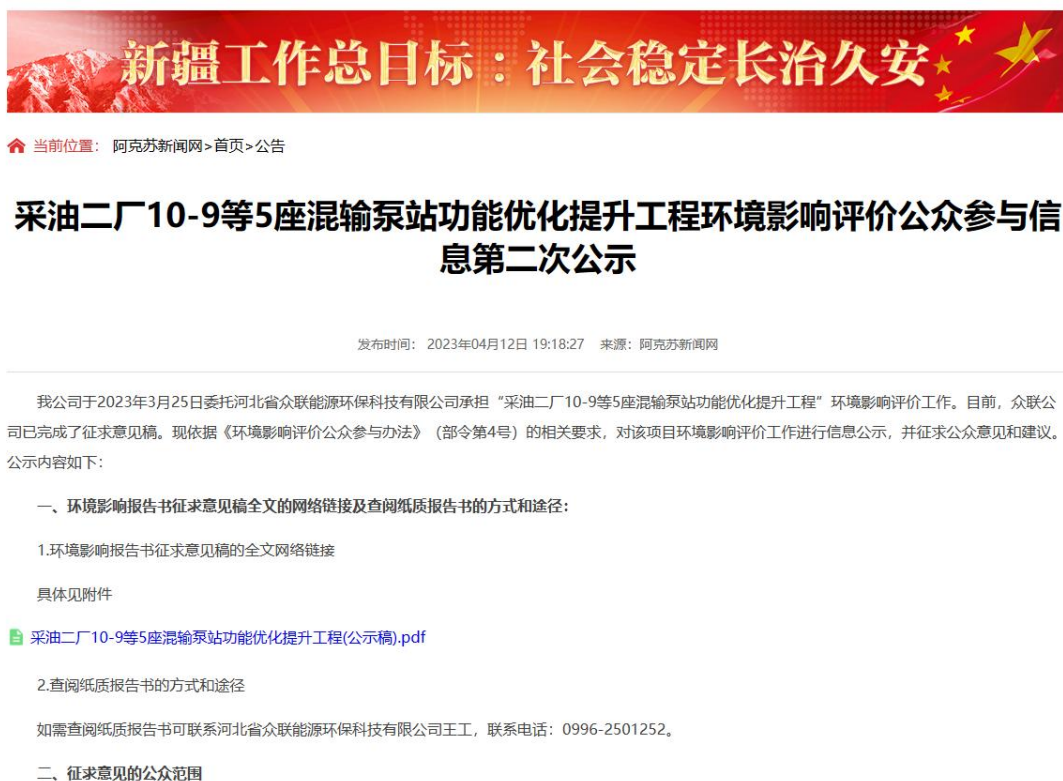 新疆工作总目标：社会稳定长治久安
当前位置： 阿克苏新闻网>首页>公告
采油二厂10-9等5座混输泵站功能优化提升工程环境影响评价公众参与信
息第二次公示
发布时间： 2023年04月12日 19:18:27 来源：阿克苏新闻网
我公司于2023年3月25日委托河北省众联能源环保科技有限公司承担“采油二厂10-9等5座混输泵站功能优化提升工程”环境影响评价工作。目前，众联公
司已完成了征求意见稿。现依据《环境影响评价公众参与办法》（部令第4号）的相关要求，对该项目环境影响评价工作进行信息公示，并征求公众意见和建议。
公示内容如下：
一、环境影响报告书征求意见稿全文的网络链接及查阅纸质报告书的方式和途径：
1.环境影响报告书征求意见稿的全文网络链接
具体见附件
采油二厂10-9等5座混输泵站功能优化提升工程(公示稿).pdf
2.查阅纸质报告书的方式和途径
如需查阅纸质报告书可联系河北省众联能源环保科技有限公司王工，联系电话：0996-2501252。
二、征求意见的公众范围